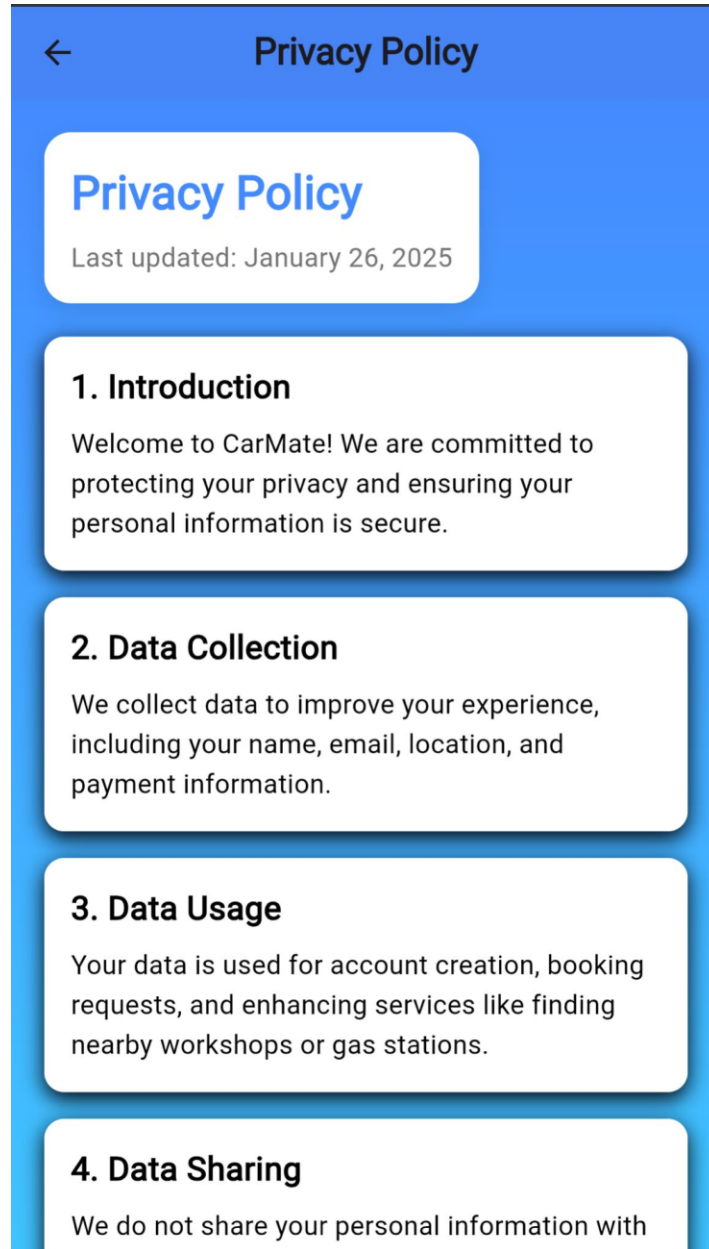 Privacy Policy
Privacy Policy
Last updated: January 26, 2025
1. Introduction
Welcome to CarMate! We are committed to
protecting your privacy and ensuring your
personal information is secure.
2. Data Collection
We collect data to improve your experience,
including your name, email, location, and
payment information.
3. Data Usage
Your data is used for account creation, booking
requests, and enhancing services like finding
nearby workshops or gas stations.
4. Data Sharing
We do not share your personal information with